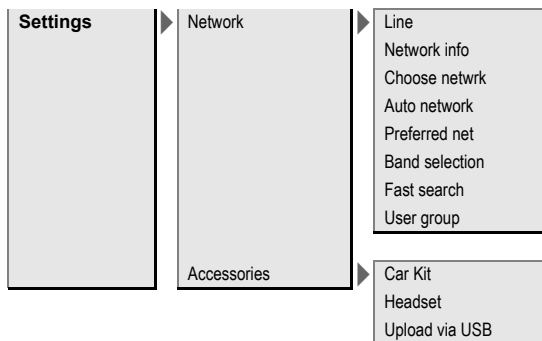 Settings
Network
Line
Network info
Choose netwrk
Auto network
Preferred net
Band selection
Fast search
User group
Accessories
Car Kit
Headset
Upload via USB